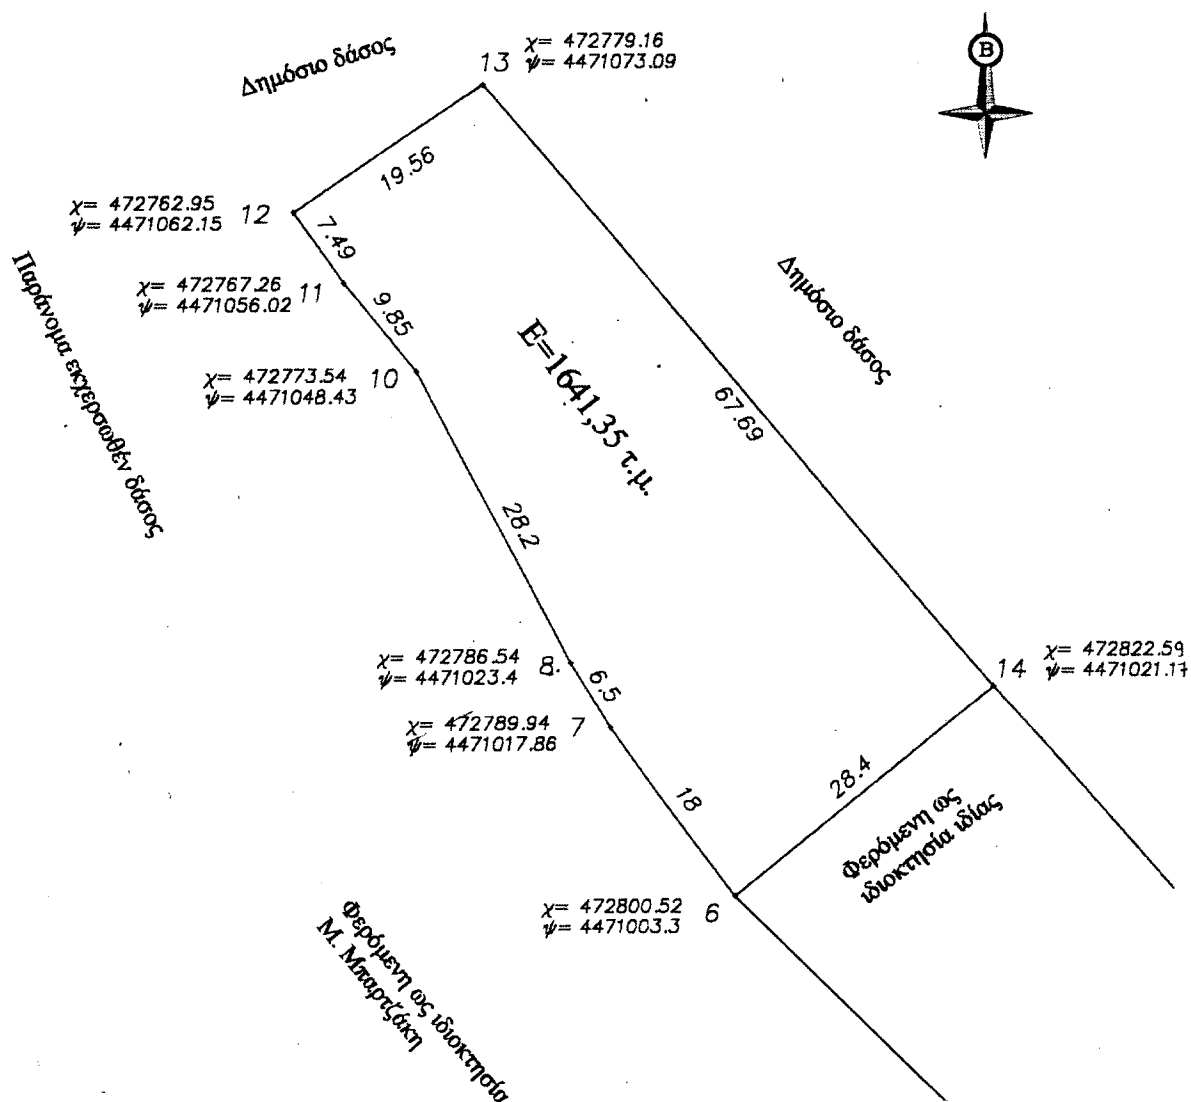 Δημόσιο δάσος
13
χ= 472779.16
ψ= 4471073.09
B
19.56
χ= 472762.95
ψ= 4471062.15
12
7.49
Παράνομα εκχερσωθέν δάσος
χ= 472767.26
ψ= 4471056.02
11
9.85
Δημόσιο δάσος
χ= 472773.54
ψ= 4471048.43
10
E=1641,35 τ.μ.
67.69
28.2
χ= 472786.54
ψ= 4471023.4
8
6.5
14
χ= 472822.59
ψ= 4471021.17
χ= 472789.94
ψ= 4471017.86
7
18
28.4
Φερόμενη ως
ιδιοκτησία ιδίας
χ= 472800.52
ψ= 4471003.3
6
Φερόμενη ως ιδιοκτησία
Μ. Μπαρτζάκη